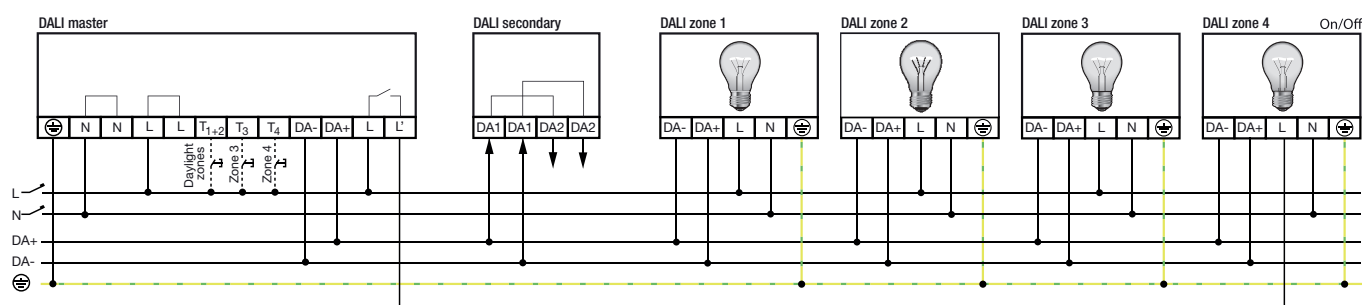 DALI master
DALI secondary
DALI zone 1
DALI zone 2
DALI zone 3
DALI zone 4
On/Off
N N L L T1+2 T3 T4 DA- DA+ L L'
DA1 DA1 DA2 DA2
DA- DA+ L N
DA- DA+ L N
DA- DA+ L N
DA- DA+ L N
Daylight
zones
Zone 3
Zone 4
L
N
DA+
DA-